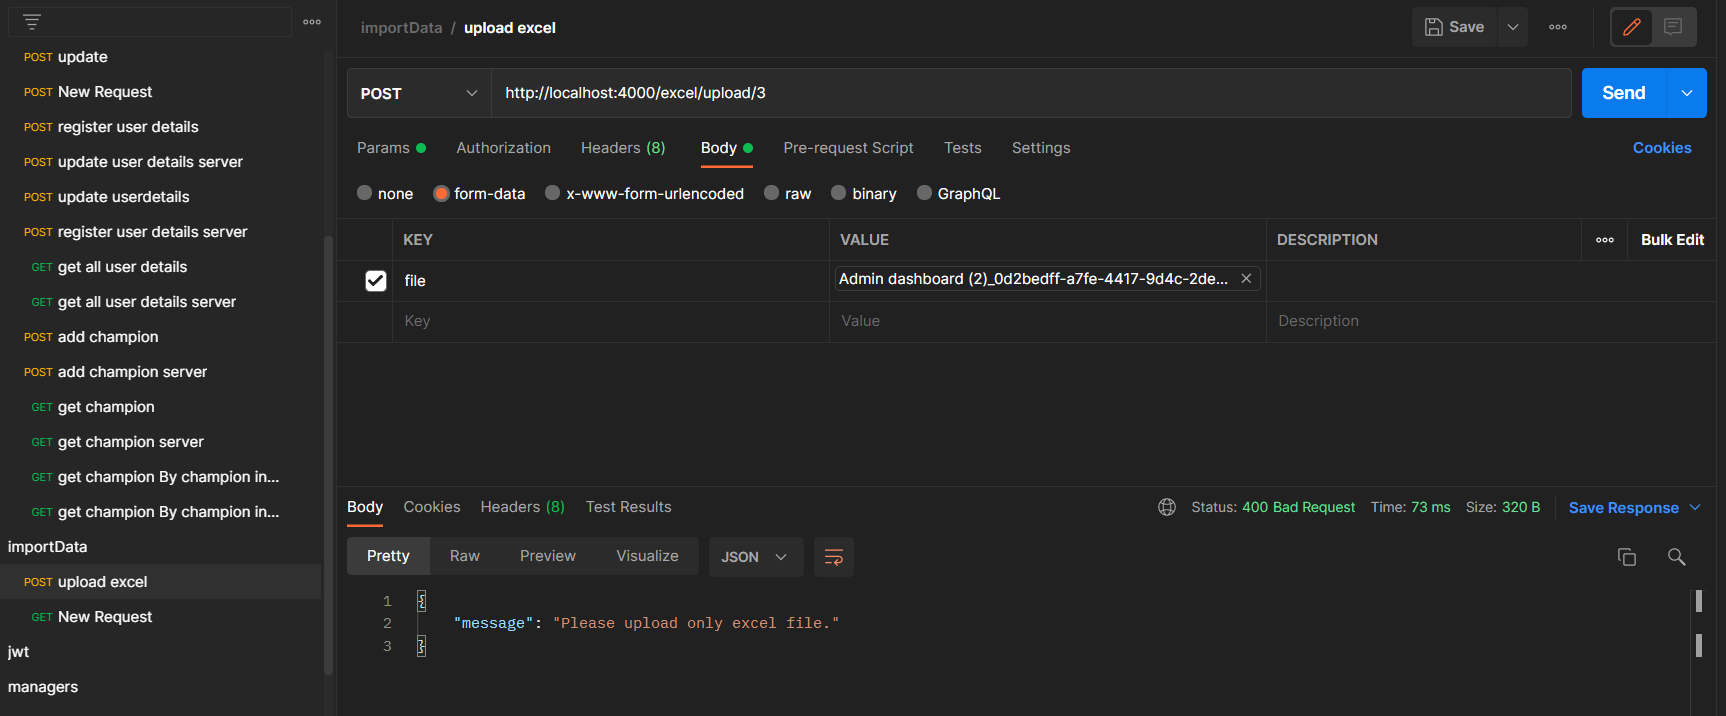 POST update
POST New Request
POST register user details
POST update user details server
POST update userdetails
POST register user details server
GET get all user details
GET get all user details server
POST add champion
POST add champion server
GET get champion
GET get champion server
GET get champion By champion in...
GET get champion By champion in...
importData
POST upload excel
GET New Request
jwt
managers
importData / upload excel
Save
POST http://localhost:4000/excel/upload/3 Send
Params Authorization Headers (8) Body Pre-request Script Tests Settings Cookies
none form-data x-www-form-urlencoded raw binary GraphQL
KEY VALUE DESCRIPTION Bulk Edit
file Admin dashboard (2)_0d2bedff-a7fe-4417-9d4c-2de...
Key Value Description
Body Cookies Headers (8) Test Results Status: 400 Bad Request Time: 73 ms Size: 320 B Save Response
Pretty Raw Preview Visualize JSON
1 {
2 "message": "Please upload only excel file."
3 }